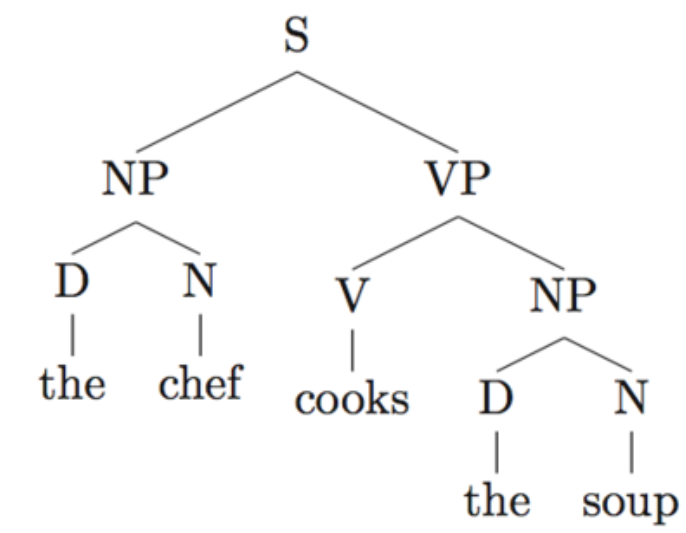 S
NP VP
D N
V NP
the chef
cooks
D N
the soup